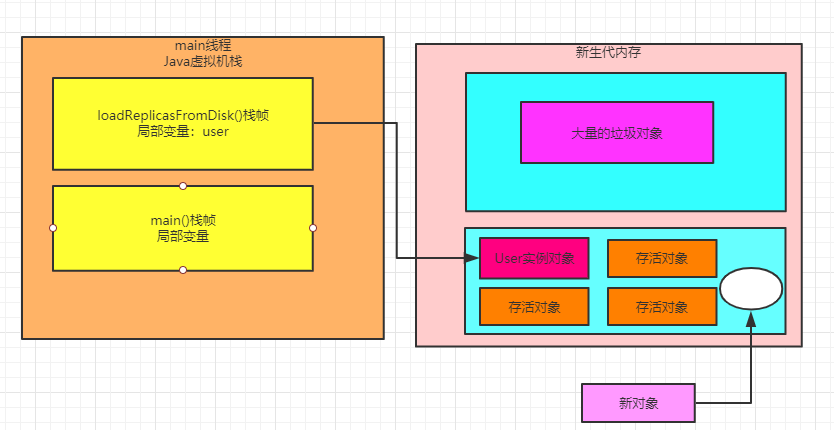 main线程
Java虚拟机栈
loadReplicasFromDisk()栈帧
局部变量：user
main()栈帧
局部变量
新生代内存
大量的垃圾对象
User实例对象
存活对象
存活对象
存活对象
新对象